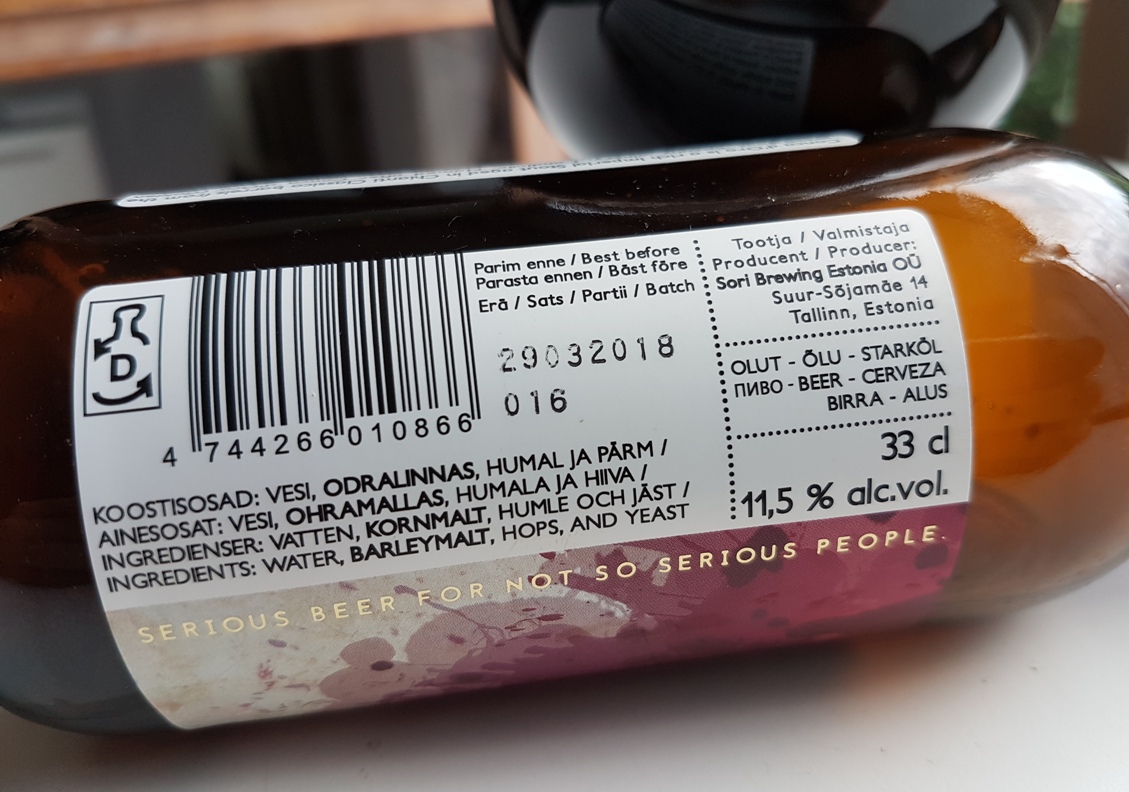 D
4 744266 010866
Parim enne / Best before
Parasta ennen / Bäst före
Erä / Sats / Partii / Batch
29032018
016
KOOSTISOSAD: VESI, ODRALINNAS, HUMAL JA PÄRM /
AINESOSAT: VESI, OHRAMALLAS, HUMALA JA HIIVA /
INGREDIENSER: VATTEN, KORNMALT, HUMLE OCH JÄST /
INGREDIENTS: WATER, BARLEYMALT, HOPS, AND YEAST
Tootja / Valmistaja
Producent / Producer:
Sori Brewing Estonia OÜ
Suur-Sõjamäe 14
Tallinn, Estonia
OLUT - ÕLU - STARKÖL
ПИВО - BEER - CERVEZA
BIRRA - ALUS
33 cl
11,5 % alc.vol.
SERIOUS BEER FOR NOT SO SERIOUS PEOPLE.